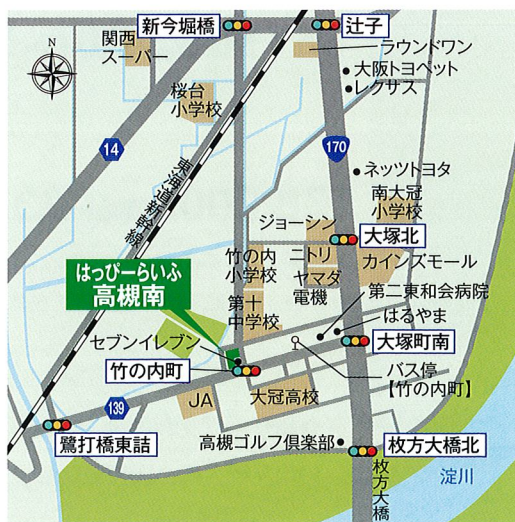 新今堀橋
辻子
関西
スーパー
ラウンドワン
N
大阪トヨペット
レクサス
桜台
小学校
14
東海道新幹線
170
ネッツトヨタ
南大冠
小学校
ジョーシン
大塚北
はっぴーらいふ
高槻南
竹の内
小学校
ニトリ
ヤマダ
電機
カインズモール
第十
中学校
第二東和会病院
はるやま
セブンイレブン
大塚町南
竹の内町
バス停
【竹の内町】
139
JA
大冠高校
鷺打橋東詰
高槻ゴルフ倶楽部
枚方大橋北
枚方大橋
淀川